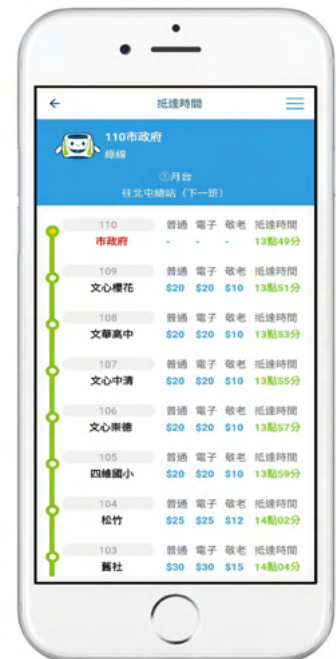 抵達時間
110市政府
綠線
①月台
往北屯總站（下一班）
110 普通 電子 敬老 抵達時間
市政府 - - - 13點49分
109 普通 電子 敬老 抵達時間
文心櫻花 $20 $20 $10 13點51分
108 普通 電子 敬老 抵達時間
文華高中 $20 $20 $10 13點53分
107 普通 電子 敬老 抵達時間
文心中清 $20 $20 $10 13點55分
106 普通 電子 敬老 抵達時間
文心崇德 $20 $20 $10 13點57分
105 普通 電子 敬老 抵達時間
四維國小 $20 $20 $10 13點59分
104 普通 電子 敬老 抵達時間
松竹 $25 $25 $12 14點02分
103 普通 電子 敬老 抵達時間
舊社 $30 $30 $15 14點04分